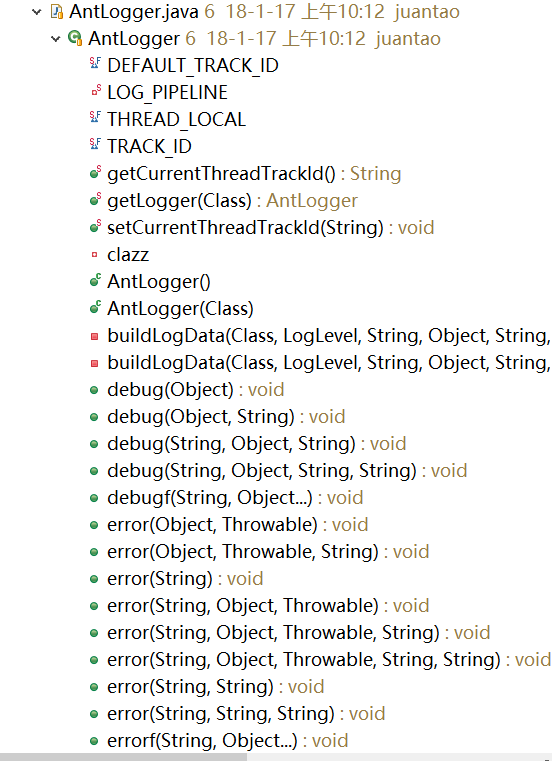 AntLogger.java 6 18-1-17 上午10:12 juantao
AntLogger 6 18-1-17 上午10:12 juantao
DEFAULT_TRACK_ID
LOG_PIPELINE
THREAD_LOCAL
TRACK_ID
getCurrentThreadTrackId() : String
getLogger(Class) : AntLogger
setCurrentThreadTrackId(String) : void
clazz
AntLogger()
AntLogger(Class)
buildLogData(Class, LogLevel, String, Object, String,
buildLogData(Class, LogLevel, String, Object, String,
debug(Object) : void
debug(Object, String) : void
debug(String, Object, String) : void
debug(String, Object, String, String) : void
debugf(String, Object...) : void
error(Object, Throwable) : void
error(Object, Throwable, String) : void
error(String) : void
error(String, Object, Throwable) : void
error(String, Object, Throwable, String) : void
error(String, Object, Throwable, String, String) : void
error(String, String) : void
error(String, String, String) : void
errorf(String, Object...) : void